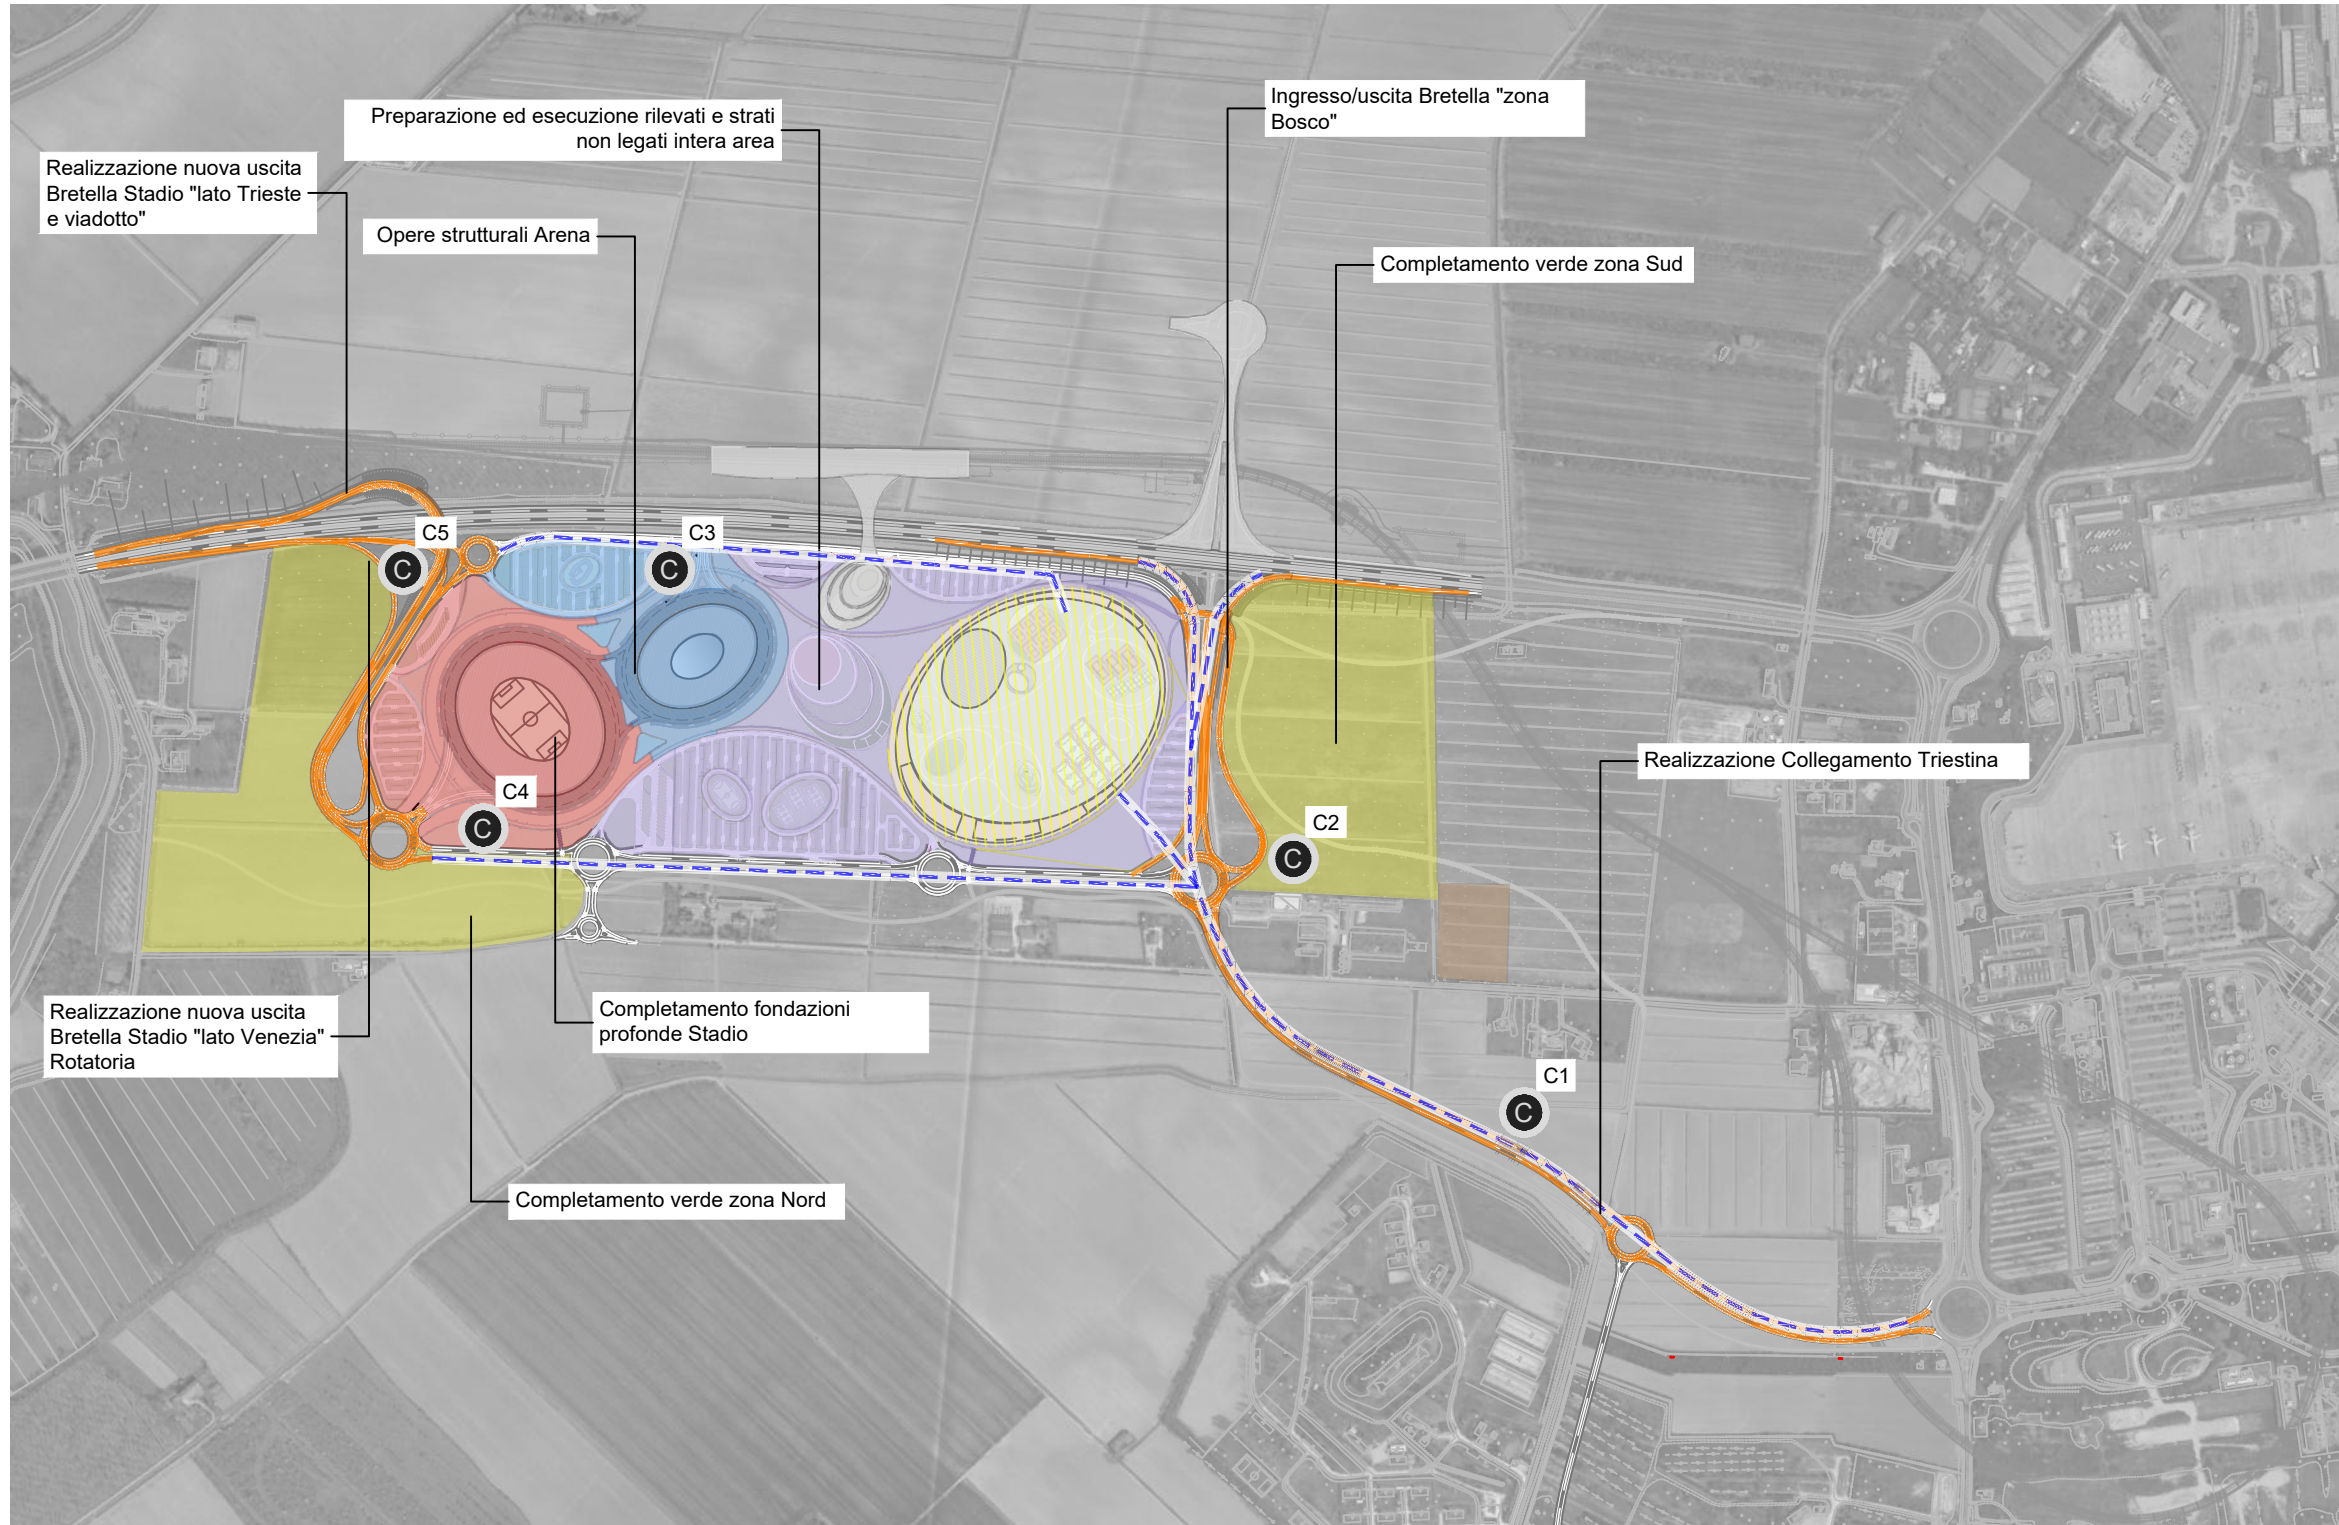 Ingresso/uscita Bretella "zona
Bosco"
Preparazione ed esecuzione rilevati e strati
non legati intera area
Realizzazione nuova uscita
Bretella Stadio "lato Trieste
e viadotto"
Opere strutturali Arena
Completamento verde zona Sud
C5
C
C3
C
Realizzazione Collegamento Triestina
C4
C
C2
C
Realizzazione nuova uscita
Bretella Stadio "lato Venezia"
Rotatoria
Completamento fondazioni
profonde Stadio
C1
C
Completamento verde zona Nord